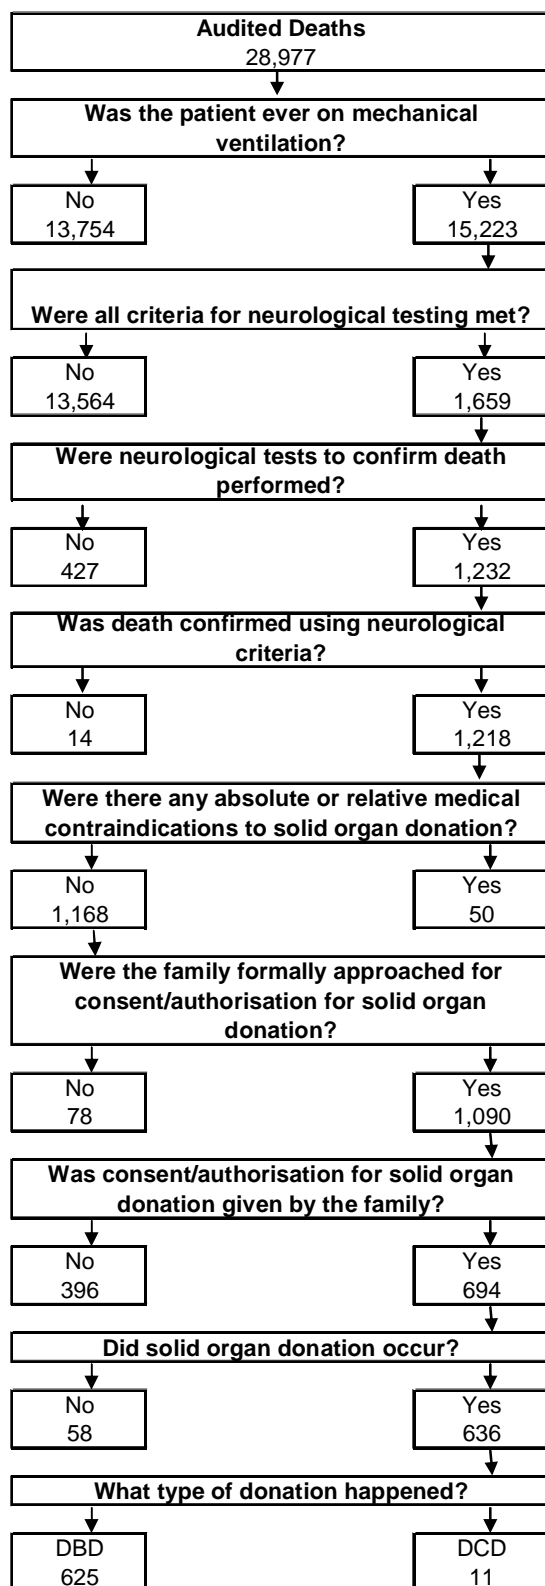 Audited Deaths
28,977
Was the patient ever on mechanical
ventilation?
No
13,754
Yes
15,223
Were all criteria for neurological testing met?
No
13,564
Yes
1,659
Were neurological tests to confirm death
performed?
No
427
Yes
1,232
Was death confirmed using neurological
criteria?
No
14
Yes
1,218
Were there any absolute or relative medical
contraindications to solid organ donation?
No
1,168
Yes
50
Were the family formally approached for
consent/authorisation for solid organ
donation?
No
78
Yes
1,090
Was consent/authorisation for solid organ
donation given by the family?
No
396
Yes
694
Did solid organ donation occur?
No
58
Yes
636
What type of donation happened?
DBD
625
DCD
11